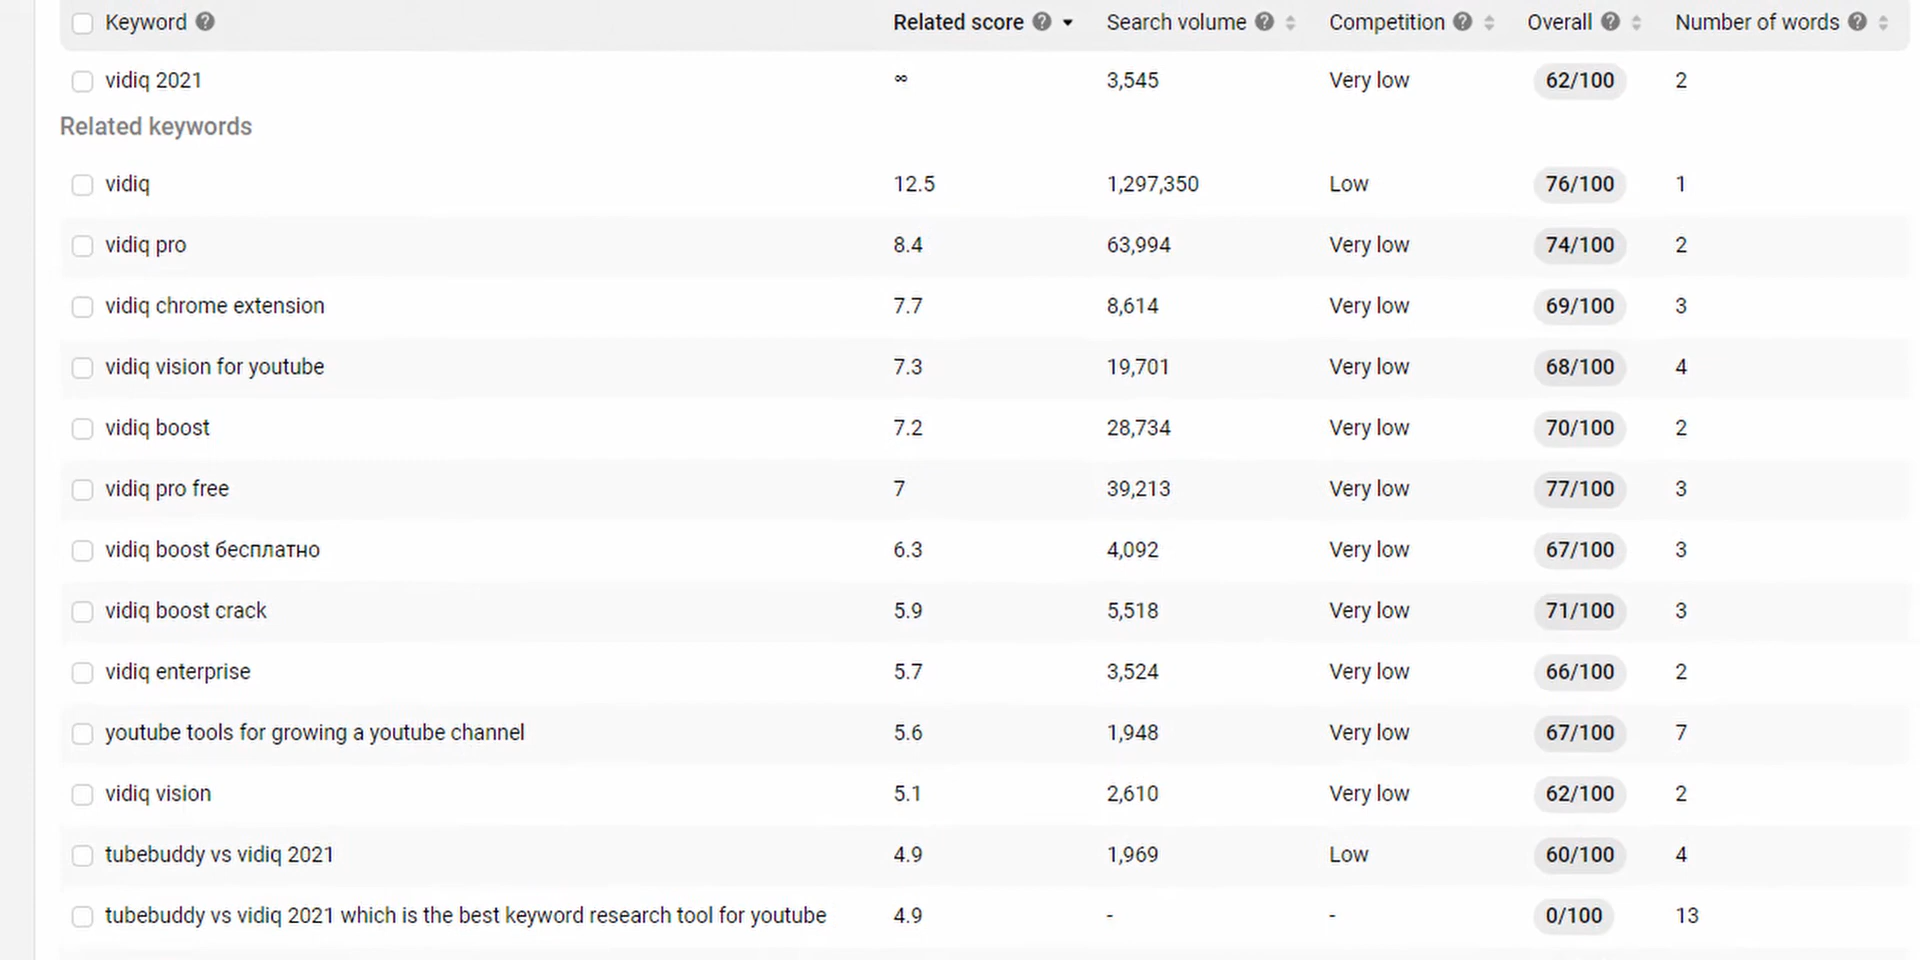 Keyword Related score Search volume Competition Overall Number of words
vidiq 2021 ∞ 3,545 Very low 62/100 2
Related keywords
vidiq 12.5 1,297,350 Low 76/100 1
vidiq pro 8.4 63,994 Very low 74/100 2
vidiq chrome extension 7.7 8,614 Very low 69/100 3
vidiq vision for youtube 7.3 19,701 Very low 68/100 4
vidiq boost 7.2 28,734 Very low 70/100 2
vidiq pro free 7 39,213 Very low 77/100 3
vidiq boost бесплатно 6.3 4,092 Very low 67/100 3
vidiq boost crack 5.9 5,518 Very low 71/100 3
vidiq enterprise 5.7 3,524 Very low 66/100 2
youtube tools for growing a youtube channel 5.6 1,948 Very low 67/100 7
vidiq vision 5.1 2,610 Very low 62/100 2
tubebuddy vs vidiq 2021 4.9 1,969 Low 60/100 4
tubebuddy vs vidiq 2021 which is the best keyword research tool for youtube 4.9 - - 0/100 13